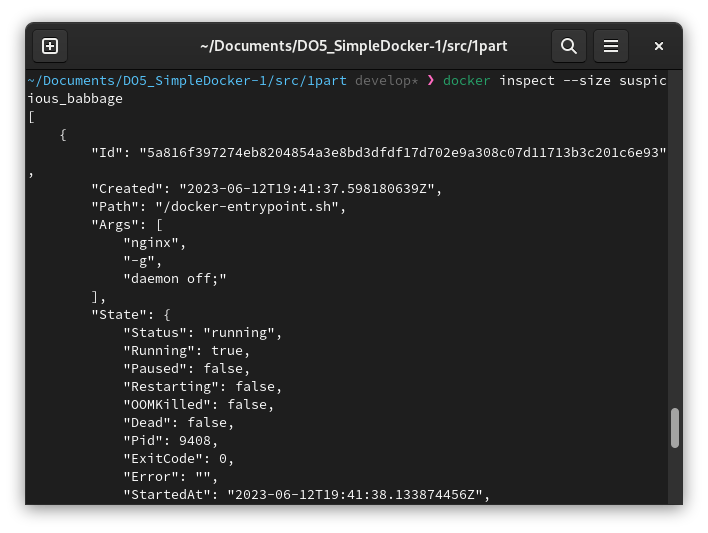 ~/Documents/DO5_SimpleDocker-1/src/1part
~/Documents/DO5_SimpleDocker-1/src/1part develop* ❯ docker inspect --size suspic
ious_babbage
[
    {
        "Id": "5a816f397274eb8204854a3e8bd3dfdf17d702e9a308c07d11713b3c201c6e93"
,
        "Created": "2023-06-12T19:41:37.598180639Z",
        "Path": "/docker-entrypoint.sh",
        "Args": [
            "nginx",
            "-g",
            "daemon off;"
        ],
        "State": {
            "Status": "running",
            "Running": true,
            "Paused": false,
            "Restarting": false,
            "OOMKilled": false,
            "Dead": false,
            "Pid": 9408,
            "ExitCode": 0,
            "Error": "",
            "StartedAt": "2023-06-12T19:41:38.133874456Z",